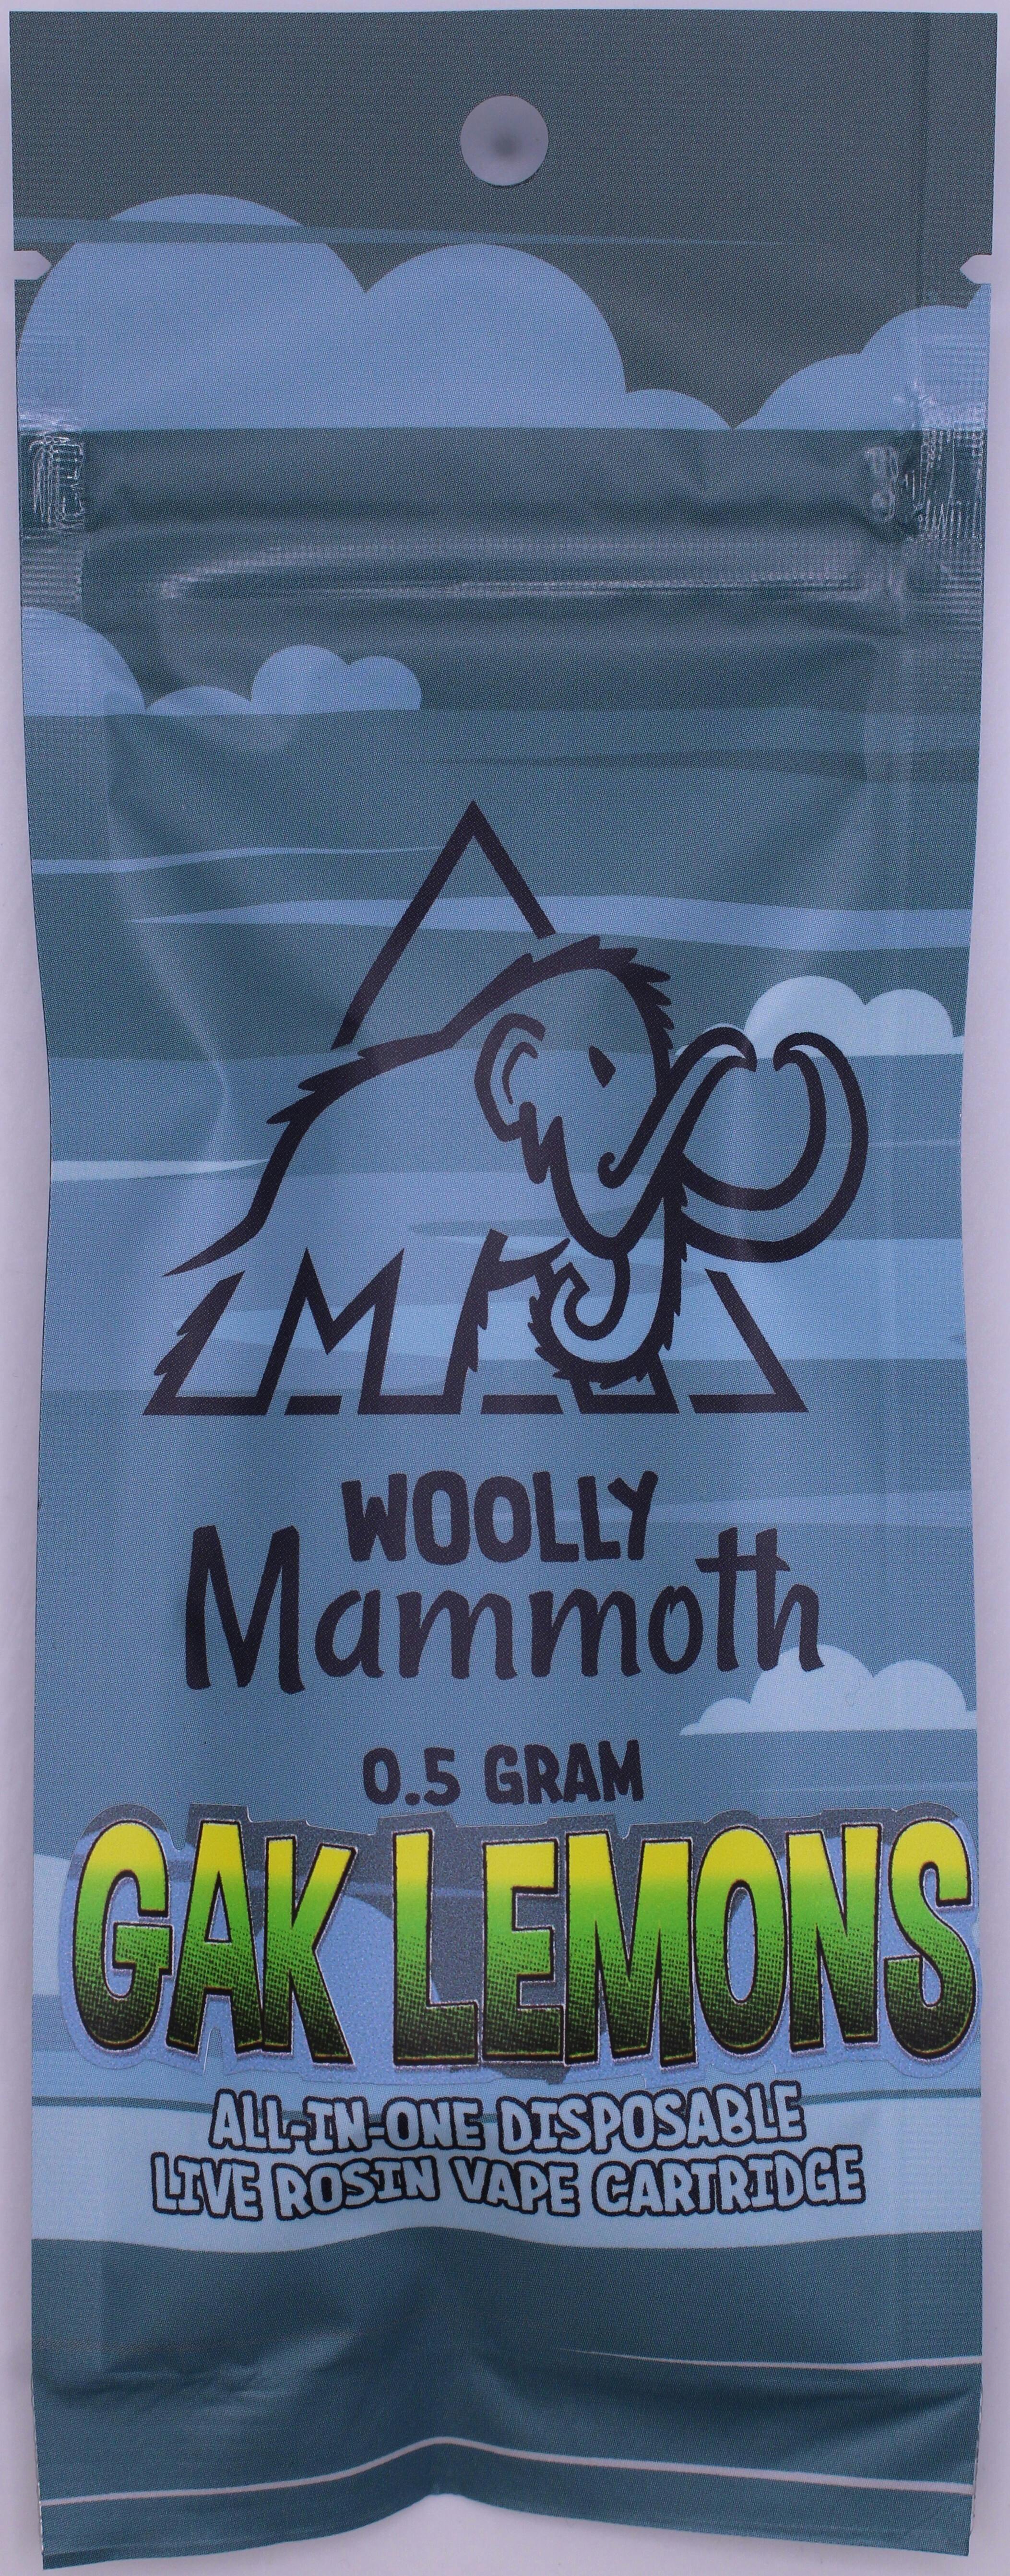 WOOLLY
Mammoth
0.5 GRAM
GAK LEMONS
ALL-IN-ONE DISPOSABLE
LIVE ROSIN VAPE CARTRIDGE